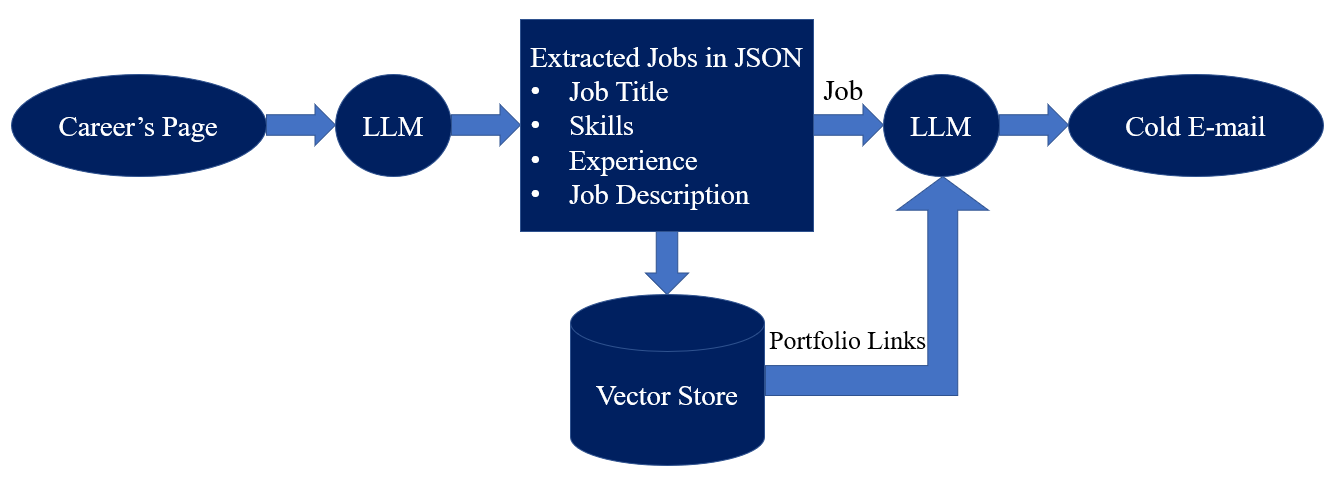 Career's Page
LLM
Extracted Jobs in JSON
• Job Title
• Skills
• Experience
• Job Description
Job
LLM
Cold E-mail
Vector Store
Portfolio Links